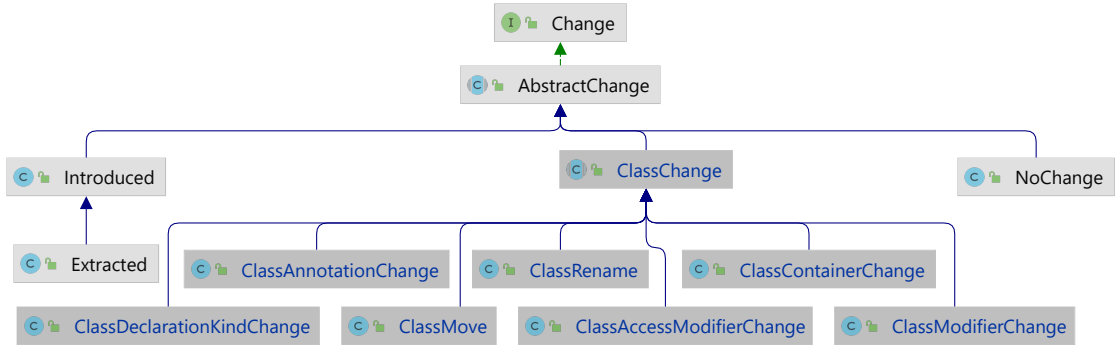 I Change
C AbstractChange
C Introduced
C ClassChange
C NoChange
C Extracted
C ClassAnnotationChange
C ClassRename
C ClassContainerChange
C ClassDeclarationKindChange
C ClassMove
C ClassAccessModifierChange
C ClassModifierChange